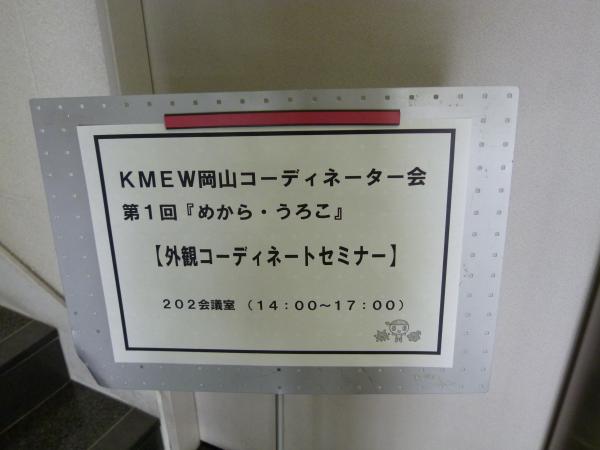 ＫＭＥＷ岡山コーディネーター会
第１回『めから・うろこ』
【外観コーディネートセミナー】
２０２会議室（１４：００～１７：００）